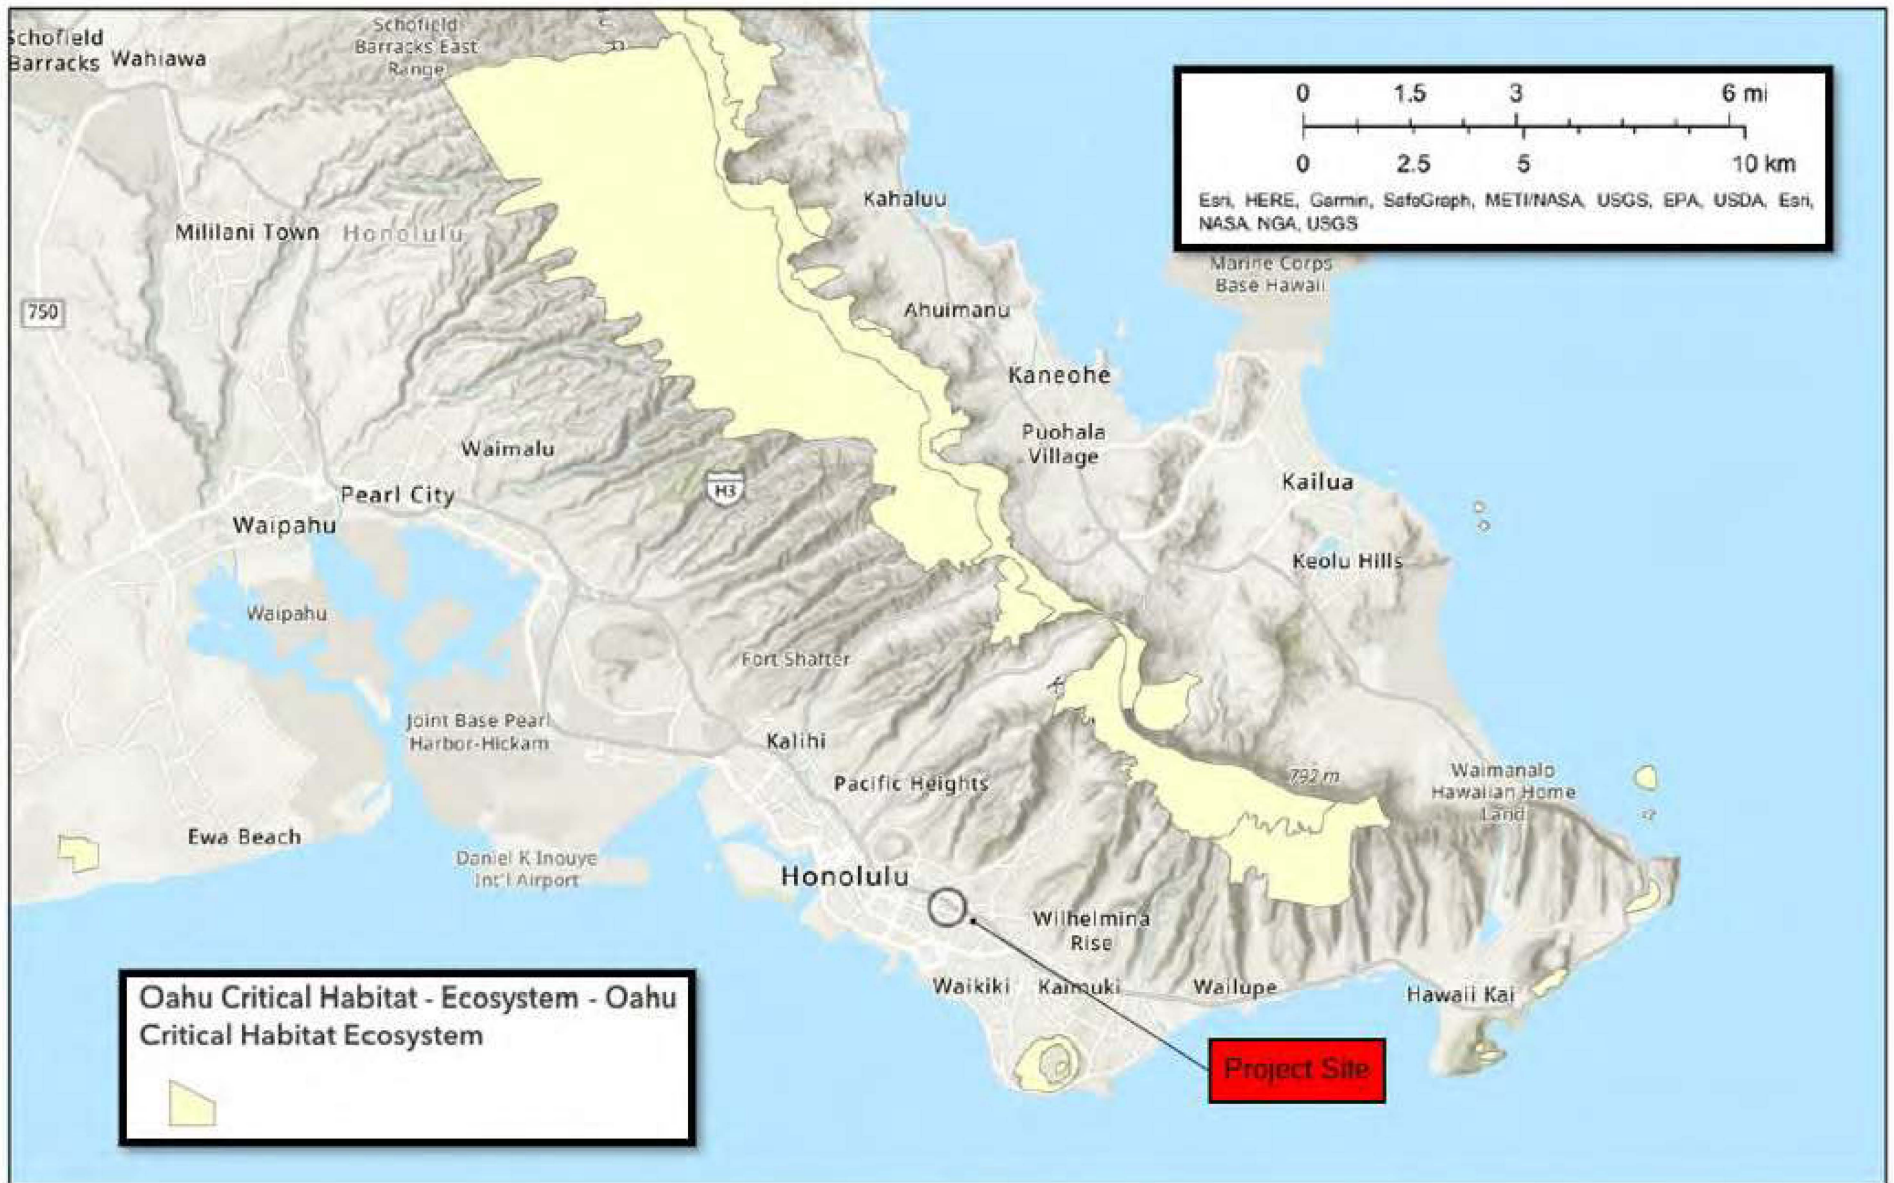 Schofield
Barracks
Wahiawa
Schofield
Barracks East
Range
0 1.5 3 6 mi
0 2.5 5 10 km
Esri, HERE, Garmin, SafeGraph, METI/NASA, USGS, EPA, USDA, Esri,
NASA, NGA, USGS
Kahaluu
Mililani Town
Honolulu
Marine Corps
Base Hawaii
750
Ahuimanu
Kaneohe
Puohala
Village
Waimalu
H3
Kailua
Pearl City
Waipahu
Keolu Hills
Waipahu
Fort Shafter
Joint Base Pearl
Harbor-Hickam
Kalihi
Pacific Heights
792 m
Waimanalo
Hawaiian Home
Land
Ewa Beach
Daniel K Inouye
Int'l Airport
Honolulu
Wilhelmina
Rise
Waikiki
Kaimuki
Wailupe
Hawaii Kai
Oahu Critical Habitat - Ecosystem - Oahu
Critical Habitat Ecosystem
Project Site